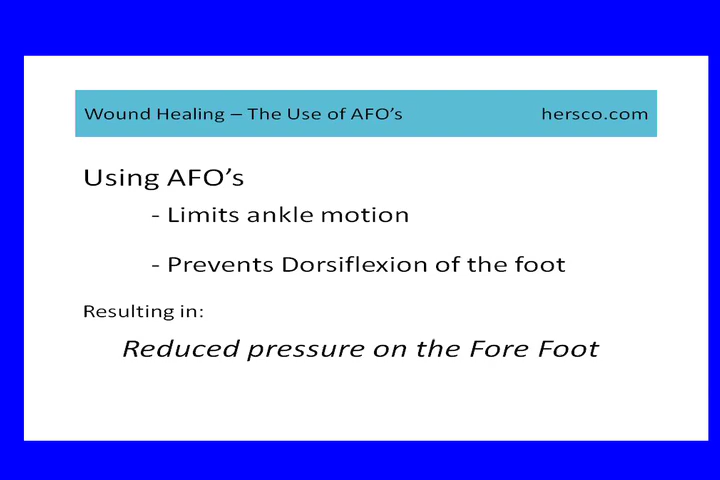 Wound Healing – The Use of AFO’s hersco.com
Using AFO’s
- Limits ankle motion
- Prevents Dorsiflexion of the foot
Resulting in:
Reduced pressure on the Fore Foot